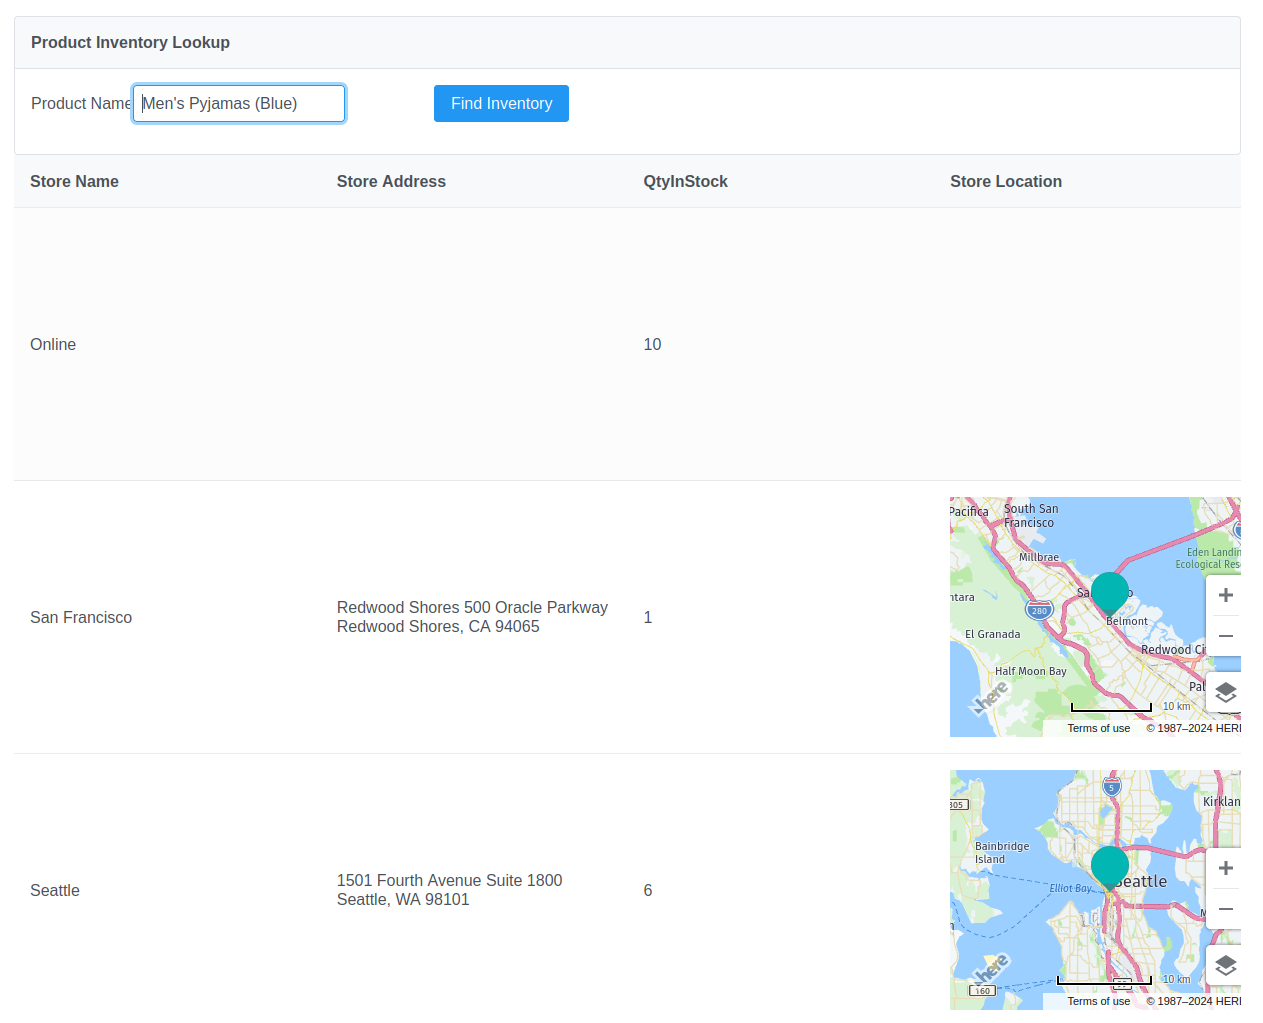 Product Inventory Lookup
Product Name Men's Pyjamas (Blue) Find Inventory
Store Name Store Address QtyInStock Store Location
Online 10
San Francisco
Redwood Shores 500 Oracle Parkway
Redwood Shores, CA 94065
1
Pacifica
South San
Francisco
Millbrae
Eden Landin
Ecological Res
ntara
280
Belmont
El Granada
Redwood Ci
Half Moon Bay
Pal
here
10 km
Terms of use © 1987–2024 HERE
Seattle
1501 Fourth Avenue Suite 1800
Seattle, WA 98101
6
5
305
Kirklan
Bainbridge
Island
Seattle
Elliot Bay
here
160
10 km
Terms of use © 1987–2024 HERE